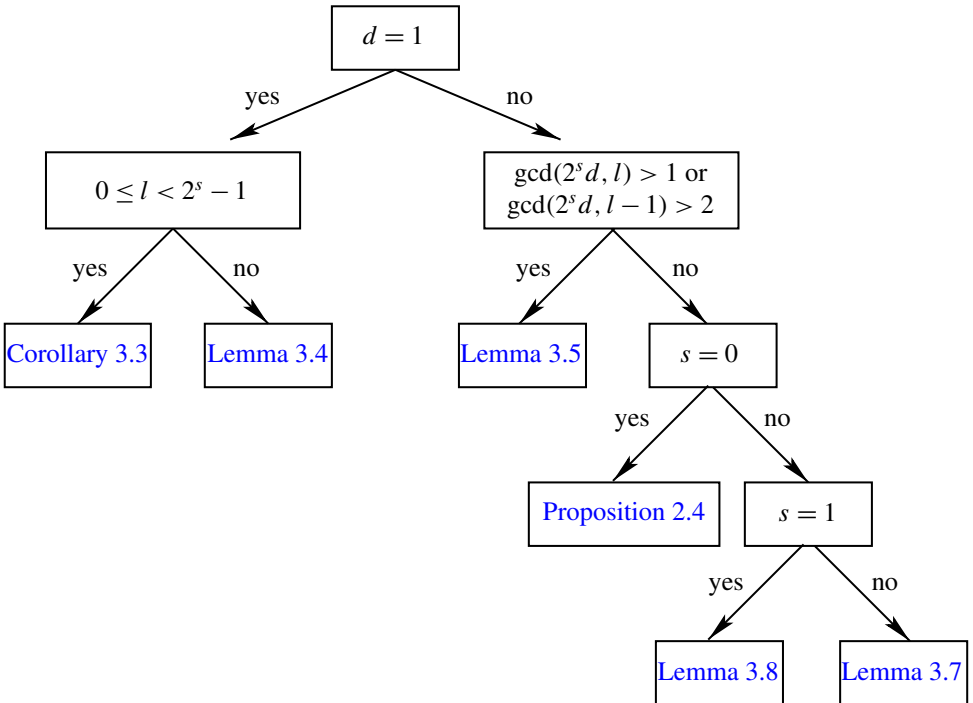 d = 1
yes
no
0 ≤ l < 2^s − 1
gcd(2^s d, l) > 1 or
gcd(2^s d, l − 1) > 2
yes
no
yes
no
Corollary 3.3
Lemma 3.4
Lemma 3.5
s = 0
yes
no
Proposition 2.4
s = 1
yes
no
Lemma 3.8
Lemma 3.7